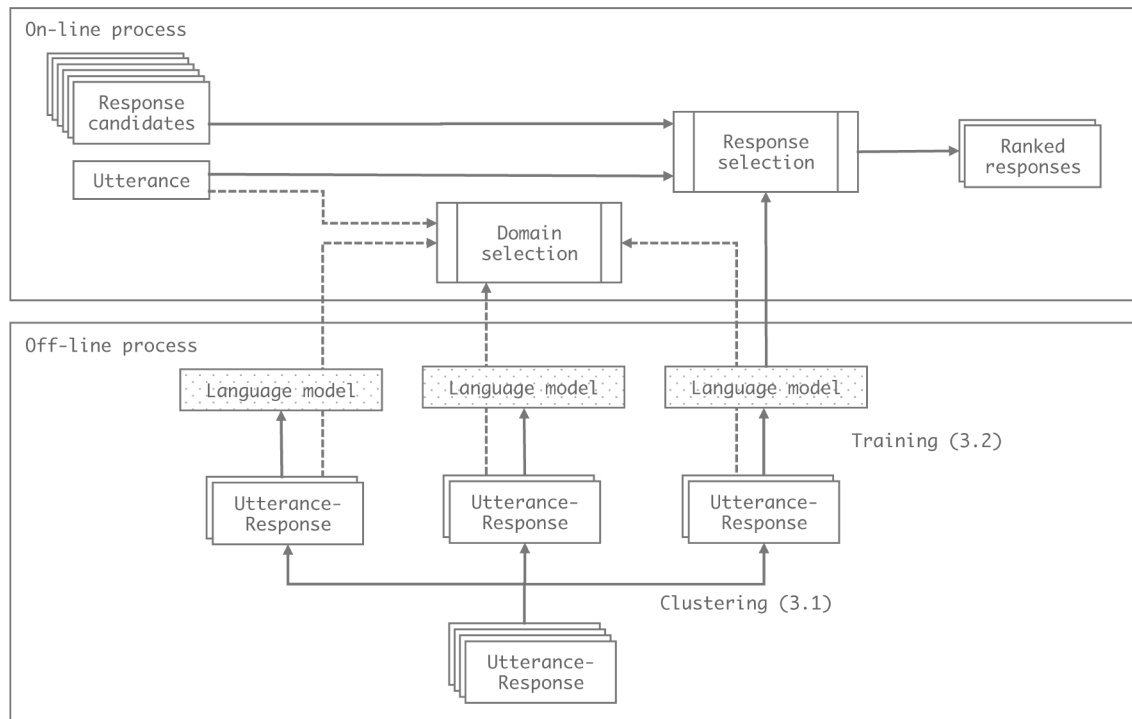 On-line process
Response
candidates
Response
selection
Ranked
responses
Utterance
Domain
selection
Off-line process
Language model
Language model
Language model
Training (3.2)
Utterance-
Response
Utterance-
Response
Utterance-
Response
Clustering (3.1)
Utterance-
Response